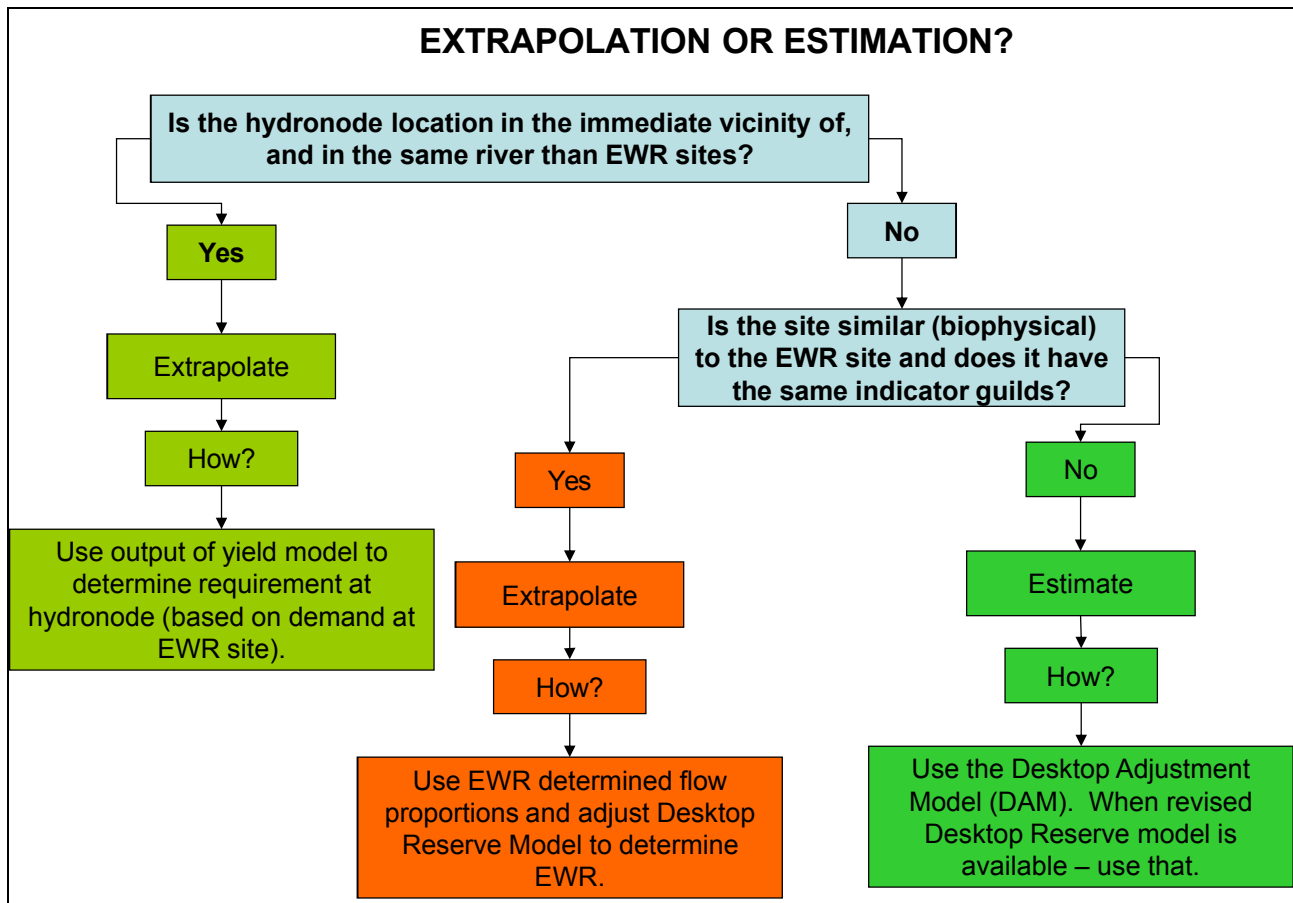 EXTRAPOLATION OR ESTIMATION?
Is the hydronode location in the immediate vicinity of,
and in the same river than EWR sites?
Yes
No
Extrapolate
Is the site similar (biophysical)
to the EWR site and does it have
the same indicator guilds?
How?
Yes
No
Use output of yield model to
determine requirement at
hydronode (based on demand at
EWR site).
Extrapolate
Estimate
How?
How?
Use EWR determined flow
proportions and adjust Desktop
Reserve Model to determine
EWR.
Use the Desktop Adjustment
Model (DAM).  When revised
Desktop Reserve model is
available – use that.